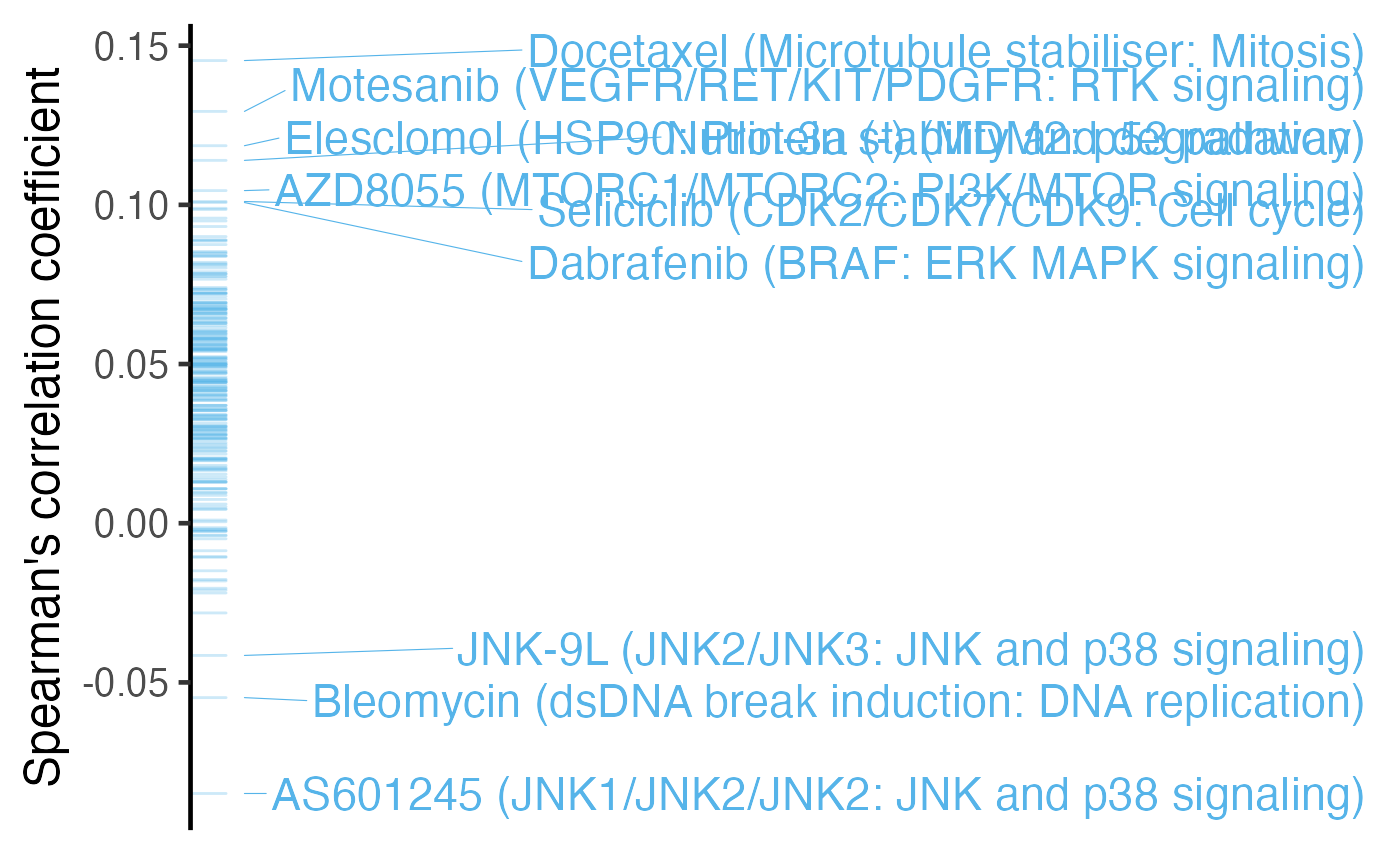 Spearman's correlation coefficient
0.15
0.10
0.05
0.00
-0.05
Docetaxel (Microtubule stabiliser: Mitosis)
Motesanib (VEGFR/RET/KIT/PDGFR: RTK signaling)
Elesclomol (HSP90: Protein stability and degradation)
Nutlin-3a (-) (MDM2: p53 pathway)
AZD8055 (MTORC1/MTORC2: PI3K/MTOR signaling)
Seliciclib (CDK2/CDK7/CDK9: Cell cycle)
Dabrafenib (BRAF: ERK MAPK signaling)
JNK-9L (JNK2/JNK3: JNK and p38 signaling)
Bleomycin (dsDNA break induction: DNA replication)
AS601245 (JNK1/JNK2/JNK2: JNK and p38 signaling)